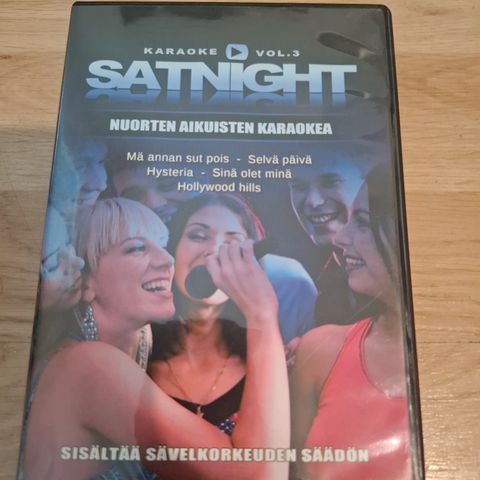 KARAOKE VOL.3
SATNIGHT
NUORTEN AIKUISTEN KARAOKEA
Mä annan sut pois - Selvä päivä
Hysteria - Sinä olet minä
Hollywood hills
SISÄLTÄÄ SÄVELKORKEUDEN SÄÄDÖN